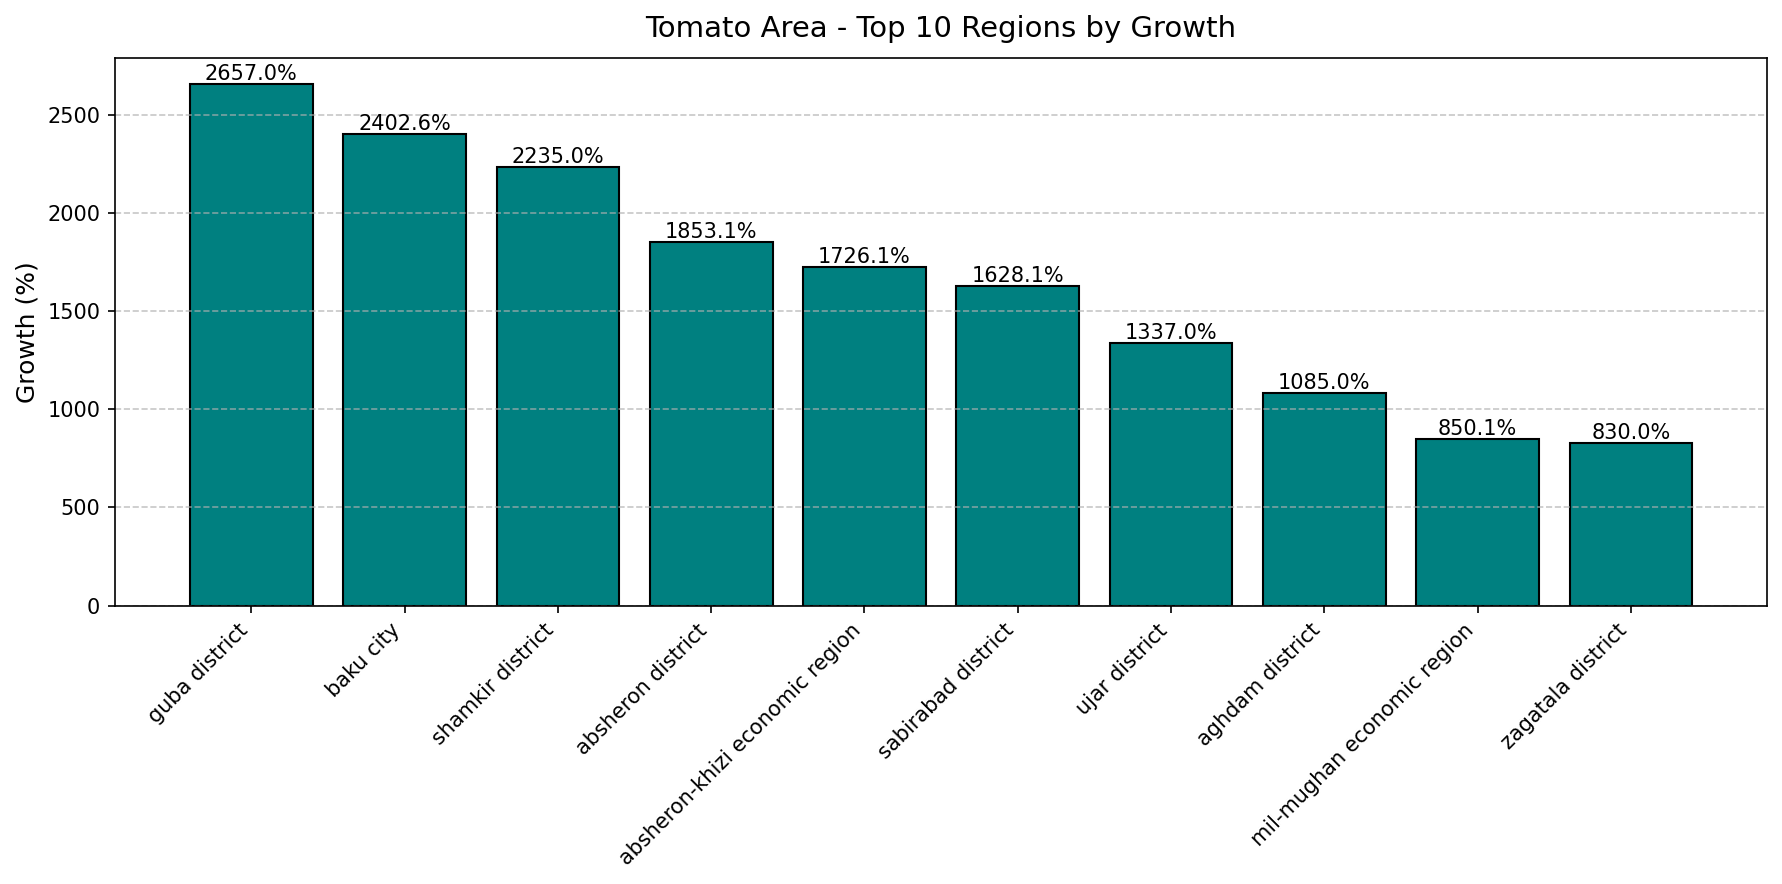 Tomato Area - Top 10 Regions by Growth
Growth (%)
2500
2000
1500
1000
500
0
2657.0%
2402.6%
2235.0%
1853.1%
1726.1%
1628.1%
1337.0%
1085.0%
850.1%
830.0%
guba district
baku city
shamkir district
absheron district
absheron-khizi economic region
sabirabad district
ujar district
aghdam district
mil-mughan economic region
zagatala district